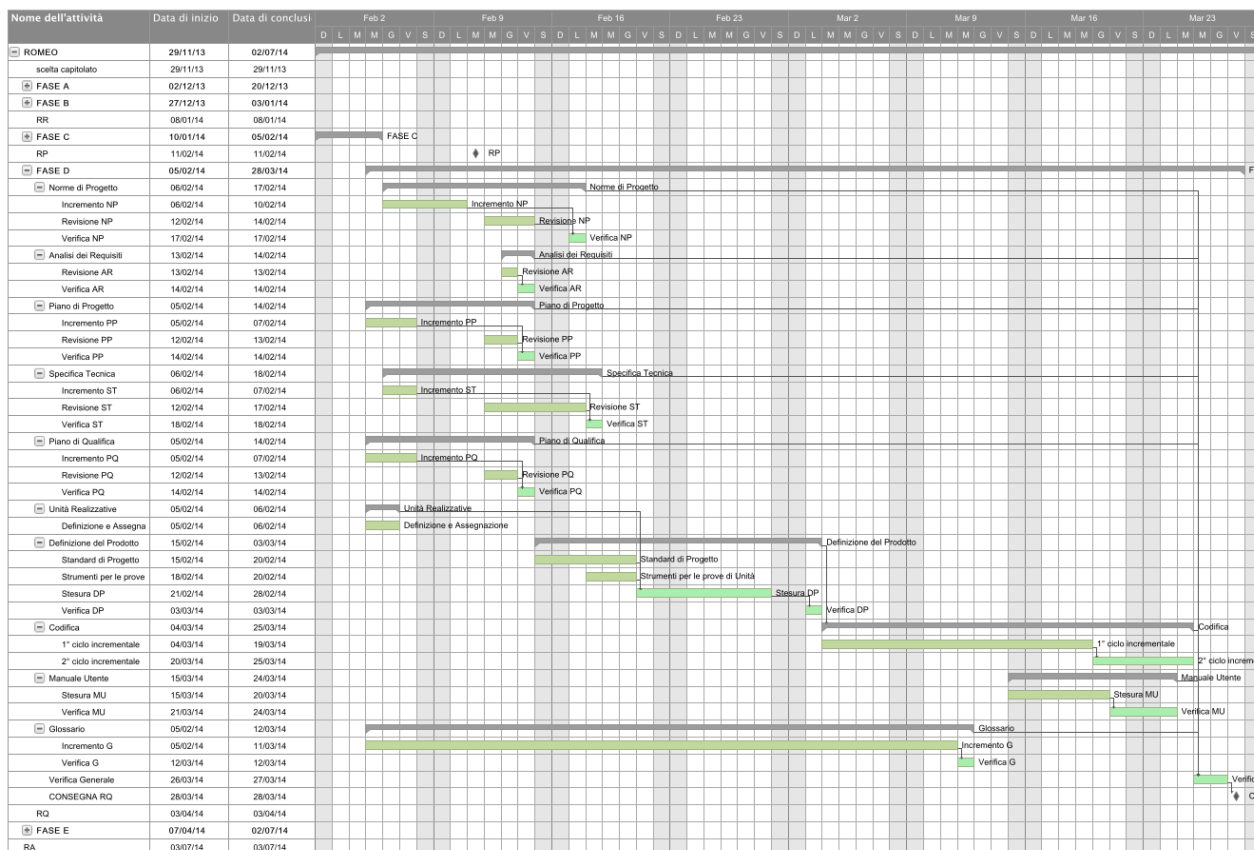 Nome dell'attività Data di inizio Data di conclusi Feb 2 Feb 9 Feb 16 Feb 23 Mar 2 Mar 9 Mar 16 Mar 23
D L M M G V S D L M M G V S D L M M G V S D L M M G V S D L M M G V S D L M M G V S D L M M G V S D L M M G V S
ROMEO 29/11/13 02/07/14
scelta capitolato 29/11/13 29/11/13
FASE A 02/12/13 20/12/13
FASE B 27/12/13 03/01/14
RR 08/01/14 08/01/14
FASE C 10/01/14 05/02/14 FASE C
RP 11/02/14 11/02/14 RP
FASE D 05/02/14 28/03/14 F
Norme di Progetto 06/02/14 17/02/14 Norme di Progetto
Incremento NP 06/02/14 10/02/14 Incremento NP
Revisione NP 12/02/14 14/02/14 Revisione NP
Verifica NP 17/02/14 17/02/14 Verifica NP
Analisi dei Requisiti 13/02/14 14/02/14 Analisi dei Requisiti
Revisione AR 13/02/14 13/02/14 Revisione AR
Verifica AR 14/02/14 14/02/14 Verifica AR
Piano di Progetto 05/02/14 14/02/14 Piano di Progetto
Incremento PP 05/02/14 07/02/14 Incremento PP
Revisione PP 12/02/14 13/02/14 Revisione PP
Verifica PP 14/02/14 14/02/14 Verifica PP
Specifica Tecnica 06/02/14 18/02/14 Specifica Tecnica
Incremento ST 06/02/14 07/02/14 Incremento ST
Revisione ST 12/02/14 17/02/14 Revisione ST
Verifica ST 18/02/14 18/02/14 Verifica ST
Piano di Qualifica 05/02/14 14/02/14 Piano di Qualifica
Incremento PQ 05/02/14 07/02/14 Incremento PQ
Revisione PQ 12/02/14 13/02/14 Revisione PQ
Verifica PQ 14/02/14 14/02/14 Verifica PQ
Unità Realizzative 05/02/14 06/02/14 Unità Realizzative
Definizione e Assegna 05/02/14 06/02/14 Definizione e Assegnazione
Definizione del Prodotto 15/02/14 03/03/14 Definizione del Prodotto
Standard di Progetto 15/02/14 20/02/14 Standard di Progetto
Strumenti per le prove 18/02/14 20/02/14 Strumenti per le prove di Unità
Stesura DP 21/02/14 28/02/14 Stesura DP
Verifica DP 03/03/14 03/03/14 Verifica DP
Codifica 04/03/14 25/03/14 Codifica
1° ciclo incrementale 04/03/14 19/03/14 1° ciclo incrementale
2° ciclo incrementale 20/03/14 25/03/14 2° ciclo increm
Manuale Utente 15/03/14 24/03/14 Manuale Utente
Stesura MU 15/03/14 20/03/14 Stesura MU
Verifica MU 21/03/14 24/03/14 Verifica MU
Glossario 05/02/14 12/03/14 Glossario
Incremento G 05/02/14 11/03/14 Incremento G
Verifica G 12/03/14 12/03/14 Verifica G
Verifica Generale 26/03/14 27/03/14 Verific
CONSEGNA RQ 28/03/14 28/03/14 C
RQ 03/04/14 03/04/14
FASE E 07/04/14 02/07/14
RA 03/07/14 03/07/14